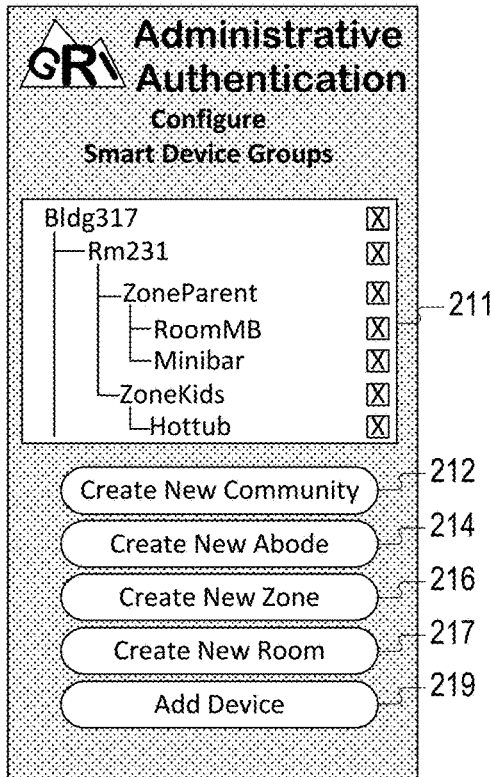 GRI Administrative
Authentication
Configure
Smart Device Groups
Bldg317 X
Rm231 X
ZoneParent X
RoomMB X
Minibar X
ZoneKids X
Hottub X
211
Create New Community 212
Create New Abode 214
Create New Zone 216
Create New Room 217
Add Device 219